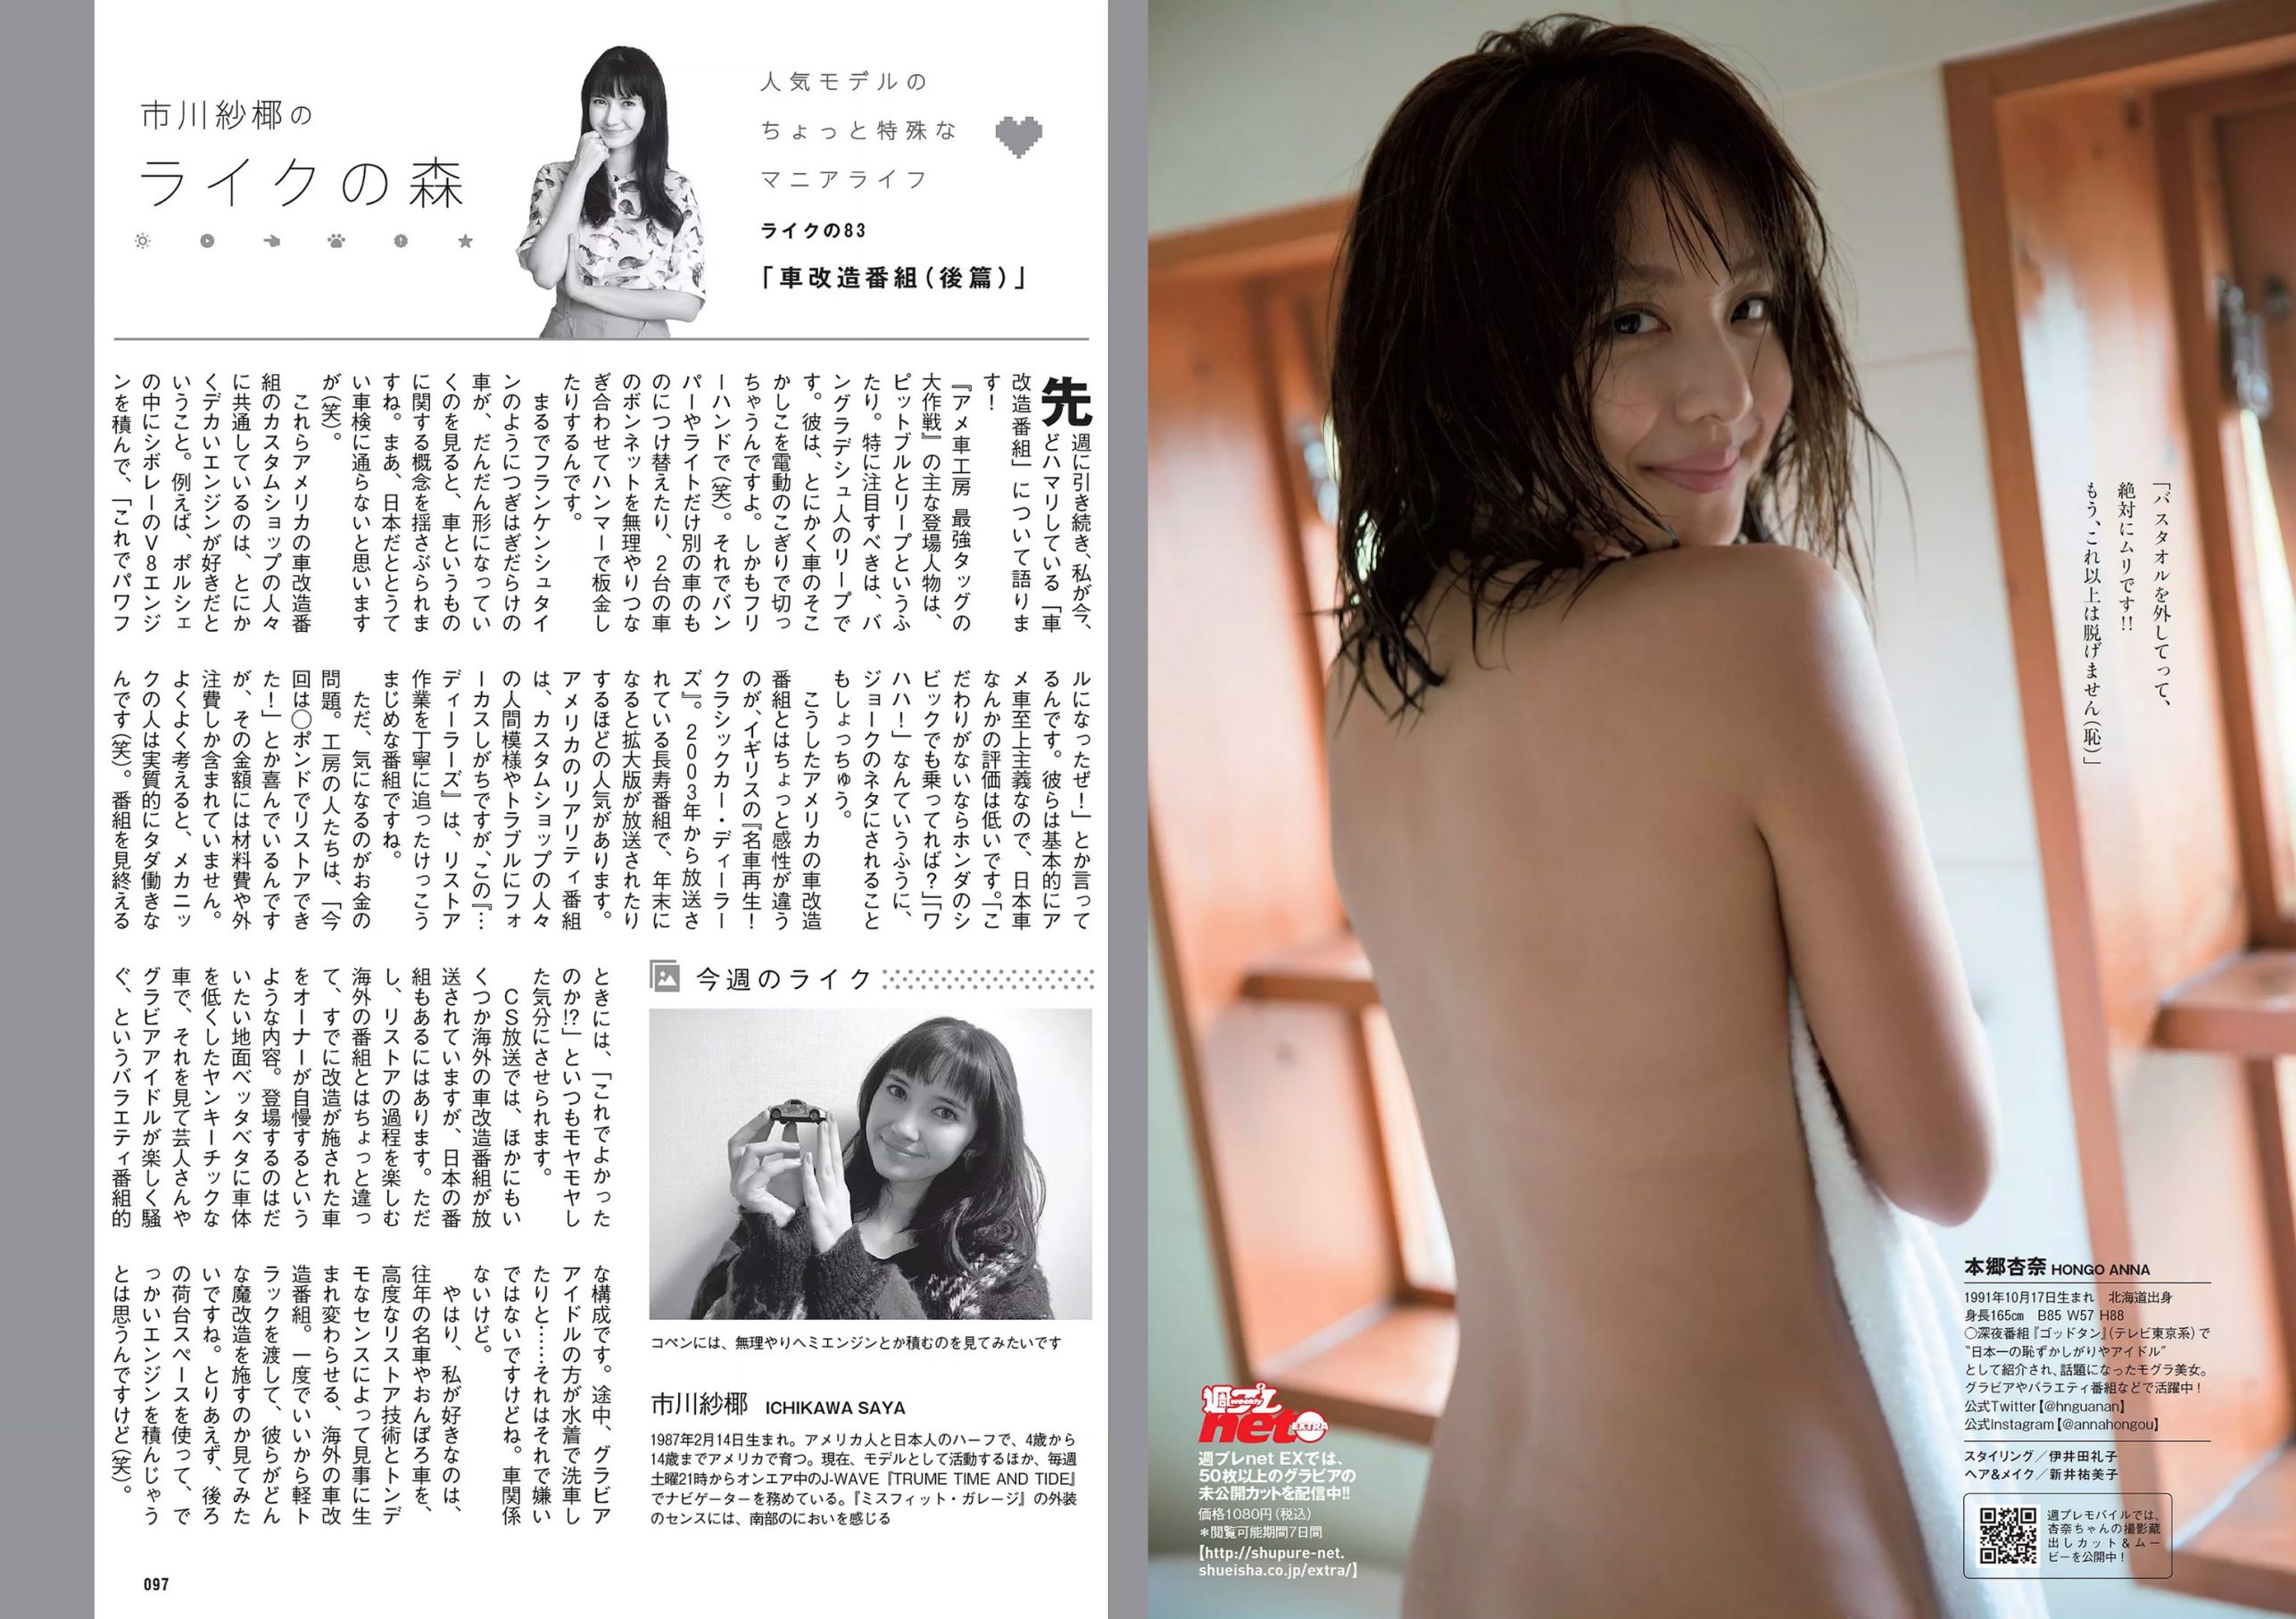 市川紗椰の
ライクの森
人気モデルの
ちょっと特殊な
マニアライフ
ライクの83
「車改造番組（後篇）」
先週に引き続き、私が今、
どハマりしている「車
改造番組」について語りま
す！
『アメ車工房 最強タッグの
大作戦』の主な登場人物は、
ピットブルとリープというふ
たり。特に注目すべきは、バ
ングラデシュ人のリープで
す。彼は、とにかく車のそこ
かしこを電動のこぎりで切っ
ちゃうんですよ。しかもフリ
ーハンドで（笑）。それでバン
パーやライトだけ別の車のも
のにつけ替えたり、2台の車
のボンネットを無理やりつな
ぎ合わせてハンマーで板金し
たりするんです。
まるでフランケンシュタイ
ンのようにつぎはぎだらけの
車が、だんだん形になってい
くのを見ると、車というもの
に関する概念を揺さぶられま
すね。まあ、日本だととうて
い車検に通らないと思います
が（笑）。
これらアメリカの車改造番
組のカスタムショップの人々
に共通しているのは、とにか
くデカいエンジンが好きだと
いうこと。例えば、ポルシェ
の中にシボレーのV8エンジ
ンを積んで、「これでパワフ
ルになったぜ！」とか言って
るんです。彼らは基本的にア
メ車至上主義なので、日本車
なんかの評価は低いです。「こ
だわりがないならホンダのシ
ビックでも乗ってれば？」「ワ
ハハ！」なんていうふうに、
ジョークのネタにされること
もしょっちゅう。
こうしたアメリカの車改造
番組とはちょっと感性が違う
のが、イギリスの『名車再生！
クラシックカー・ディーラー
ズ』。2003年から放送さ
れている長寿番組で、年末に
なると拡大版が放送されたり
するほどの人気があります。
アメリカのリアリティ番組
は、カスタムショップの人々
の人間模様やトラブルにフォ
ーカスしがちですが、この『…
ディーラーズ』は、リストア
作業を丁寧に追ったけっこう
まじめな番組ですね。
ただ、気になるのがお金の
問題。工房の人たちは、「今
回は〇ポンドでリストアでき
た！」とか喜んでいるんです
が、その金額には材料費や外
注費しか含まれていません。
よくよく考えると、メカニッ
クの人は実質的にタダ働きな
んです（笑）。番組を見終える
ときには、「これでよかった
のか!?」といつもモヤモヤし
た気分にさせられます。
CS放送では、ほかにもい
くつか海外の車改造番組が放
送されていますが、日本の番
組もあるにはあります。ただ
し、リストアの過程を楽しむ
海外の番組とはちょっと違っ
て、すでに改造が施された車
をオーナーが自慢するという
ような内容。登場するのはだ
いたい地面ベッタベタに車体
を低くしたヤンキーチックな
車で、それを見て芸人さんや
グラビアアイドルが楽しく騒
ぐ、というバラエティ番組的
な構成です。途中、グラビア
アイドルの方が水着で洗車し
たりと……それはそれで嫌い
ではないですけどね。車関係
ないけど。
やはり、私が好きなのは、
往年の名車やおんぼろ車を、
高度なリストア技術とトンデ
モなセンスによって見事に生
まれ変わらせる、海外の車改
造番組。一度でいいから軽ト
ラックを渡して、彼らがどん
な魔改造を施すのか見てみた
いですね。とりあえず、後ろ
の荷台スペースを使って、で
っかいエンジンを積んじゃう
とは思うんですけど（笑）。
今週のライク
コペンには、無理やりヘミエンジンとか積むのを見てみたいです
市川紗椰 ICHIKAWA SAYA
1987年2月14日生まれ。アメリカ人と日本人のハーフで、4歳から
14歳までアメリカで育つ。現在、モデルとして活動するほか、毎週
土曜21時からオンエア中のJ-WAVE『TRUME TIME AND TIDE』
でナビゲーターを務めている。『ミスフィット・ガレージ』の外装
のセンスには、南部のにおいを感じる
097
「バスタオルを外してって、
絶対にムリです!!
もう、これ以上は脱げません（恥）」
本郷杏奈 HONGO ANNA
1991年10月17日生まれ 北海道出身
身長165㎝ B85 W57 H88
〇深夜番組『ゴッドタン』（テレビ東京系）で
"日本一の恥ずかしがりやアイドル"
として紹介され、話題になったモグラ美女。
グラビアやバラエティ番組などで活躍中！
公式Twitter【@hnguanan】
公式Instagram【@annahongou】
スタイリング／伊井田礼子
ヘア&メイク／新井祐美子
週プレモバイルでは、
杏奈ちゃんの撮影蔵
出しカット＆ムー
ビーを公開中！
週プレ
weekly
net EXTRA
週プレnet EXでは、
50枚以上のグラビアの
未公開カットを配信中!!
価格1080円（税込）
＊閲覧可能期間7日間
【http://shupure-net.
shueisha.co.jp/extra/】